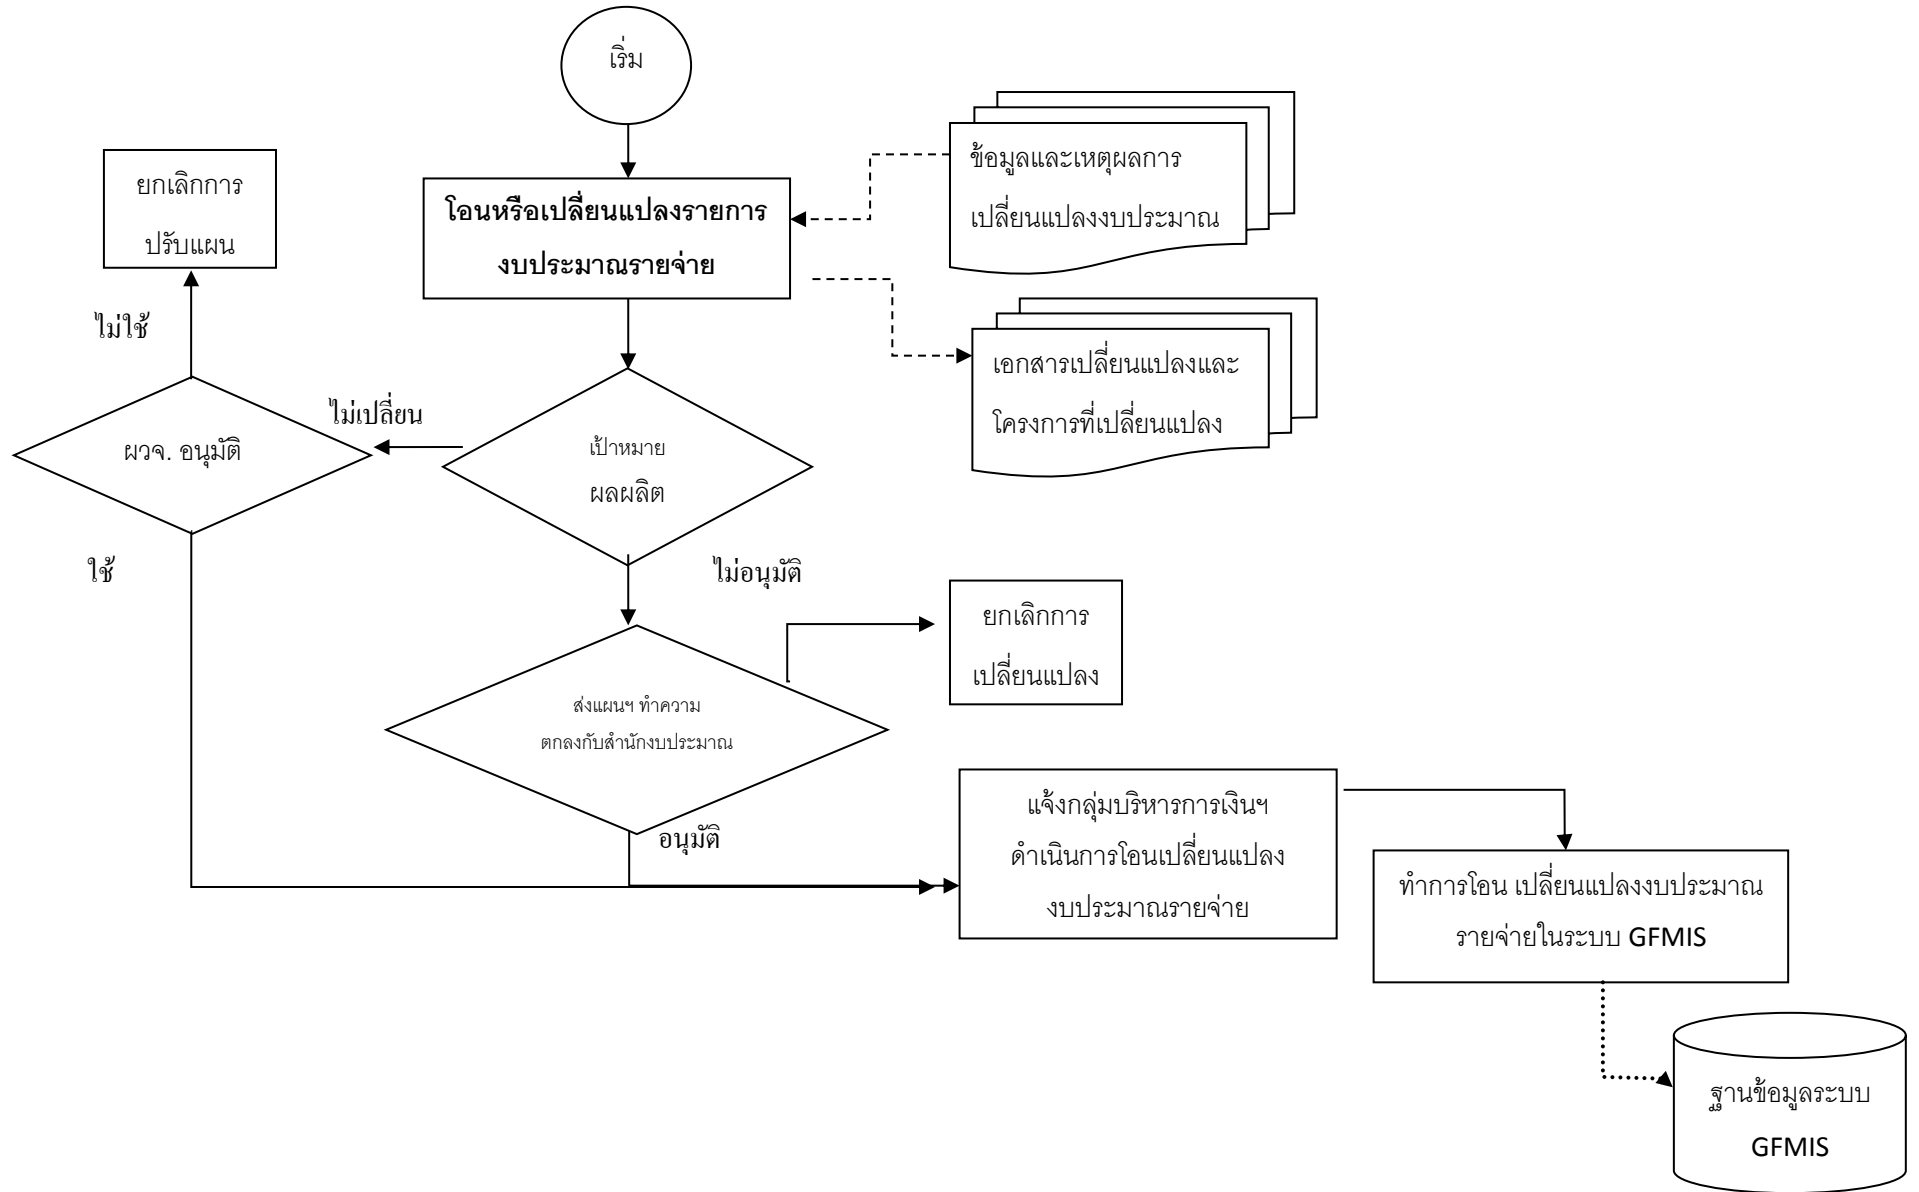 เริ่ม
ข้อมูลและเหตุผลการ
เปลี่ยนแปลงงบประมาณ
ยกเลิกการ
ปรับแผน
โอนหรือเปลี่ยนแปลงรายการ
งบประมาณรายจ่าย
ไม่ใช้
เอกสารเปลี่ยนแปลงและ
โครงการที่เปลี่ยนแปลง
ไม่เปลี่ยน
ผวจ. อนุมัติ
เป้าหมาย
ผลผลิต
ใช้
ไม่อนุมัติ
ยกเลิกการ
เปลี่ยนแปลง
ส่งแผนฯ ทำความ
ตกลงกับสำนักงบประมาณ
อนุมัติ
แจ้งกลุ่มบริหารการเงินฯ
ดำเนินการโอนเปลี่ยนแปลง
งบประมาณรายจ่าย
ทำการโอน เปลี่ยนแปลงงบประมาณ
รายจ่ายในระบบ GFMIS
ฐานข้อมูลระบบ
GFMIS